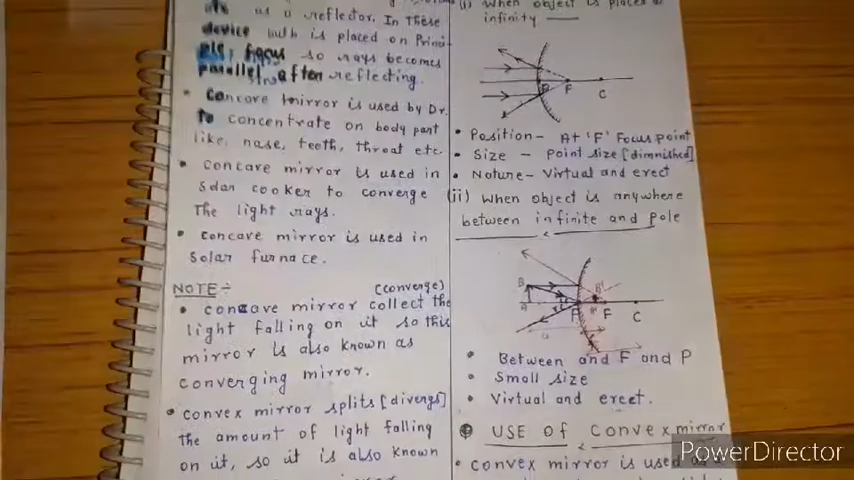 as a reflector. In these
device bulb is placed on Princi-
ple, focus so rays becomes
parallel after reflecting.
• Concave mirror is used by Dr.
to concentrate on body part
like, nase, teeth, throat etc.
• Concave mirror is used in
Solar cooker to converge
The light rays.
• Concave mirror is used in
Solar furnace.
NOTE ÷ (converge)
• concave mirror collect the
light falling on it so this
mirror is also known as
converging mirror.
• convex mirror splits [divergs]
the amount of light falling
on it, so it is also known
(i) When object is placed at
infinity
P F C
• Position - At 'F' Focus point
• Size - Point size [dimnished]
• Nature - Virtual and erect
(ii) When object is anywhere
between infinite and pole
B B'
A A'
P F C
u
• Between and F and P
• Small size
• Virtual and erect.
USE OF Convex mirror
• convex mirror is used as a
PowerDirector